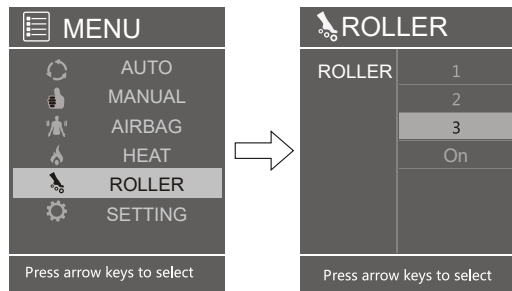 MENU
AUTO
MANUAL
AIRBAG
HEAT
ROLLER
SETTING
Press arrow keys to select
ROLLER
ROLLER
1
2
3
On
Press arrow keys to select